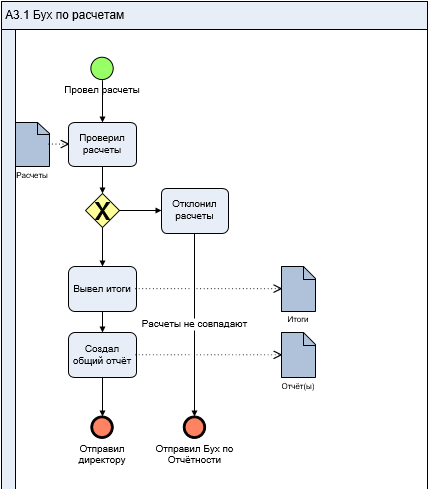 А3.1 Бух по расчетам
Провел расчеты
Проверил
расчеты
Расчеты
X
Отклонил
расчеты
Вывел итоги
Итоги
Расчеты не совпадают
Создал
общий отчёт
Отчёт(ы)
Отправил
директору
Отправил Бух по
Отчётности